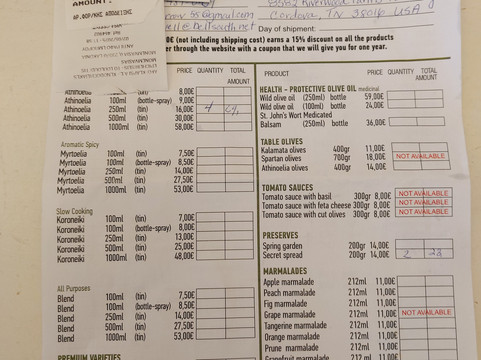 AMOUNT:
ΑΡ.ΔΟΡ/ΚΗΣ ΑΠΟΔΕΙΞΗΣ
Cordova, TN 38016 USA
Day of shipment:
0€ (not including shipping cost) earns a 15% discount on all the products
er through the website with a coupon that we will give you for one year.
PRICE QUANTITY TOTAL AMOUNT
Athinoelia (tin) 8,00€
Athinoelia 100ml (bottle-spray) 9,00€
Athinoelia 250ml (tin) 16,00€ 4
Athinoelia 500ml (tin) 30,00€
Athinoelia 1000ml (tin) 58,00€
Aromatic Spicy
Myrtoelia 100ml (tin) 7,50€
Myrtoelia 100ml (bottle-spray) 8,50€
Myrtoelia 250ml (tin) 14,00€
Myrtoelia 500ml (tin) 27,50€
Myrtoelia 1000ml (tin) 53,00€
Slow Cooking
Koroneiki 100ml (tin) 7,00€
Koroneiki 100ml (bottle-spray) 8,00€
Koroneiki 250ml (tin) 13,00€
Koroneiki 500ml (tin) 25,00€
Koroneiki 1000ml (tin) 48,00€
All Purposes
Blend 100ml (tin) 7,50€
Blend 100ml (bottle-spray) 8,50€
Blend 250ml (tin) 14,00€
Blend 500ml (tin) 27,50€
Blend 1000ml (tin) 53,00€
PREMIUM VARIETIES
PRODUCT PRICE QUANTITY TOTAL AMOUNT
HEALTH - PROTECTIVE OLIVE OIL medicinal
Wild olive oil (250ml) bottle 59,00€
Wild olive oil (100ml) bottle 24,00€
St. John's Wort Medicated
Balsam (250ml) bottle 36,00€
TABLE OLIVES
Kalamata olives 400gr 11,00€
Spartan olives 700gr 18,00€ NOT AVAILABLE
Athinoelia olives 400gr 14,00€
TOMATO SAUCES
Tomato sauce with basil 300gr 8,00€ NOT AVAILABLE
Tomato sauce with feta cheese 300gr 8,00€ NOT AVAILABLE
Tomato sauce with cut olives 300gr 8,00€ NOT AVAILABLE
PRESERVES
Spring garden 200gr 14,00€
Secret spread 200gr 14,00€ 2 28
MARMALADES
Apple marmalade 212ml 11,00€
Peach marmalade 212ml 11,00€
Fig marmalade 212ml 11,00€
Grape marmalade 212ml 11,00€ NOT AVAILABLE
Tangerine marmalade 212ml 11,00€
Orange marmalade 212ml 11,00€
Prune marmalade 212ml 11,00€
Grapefruit marmalade 212ml 11,00€